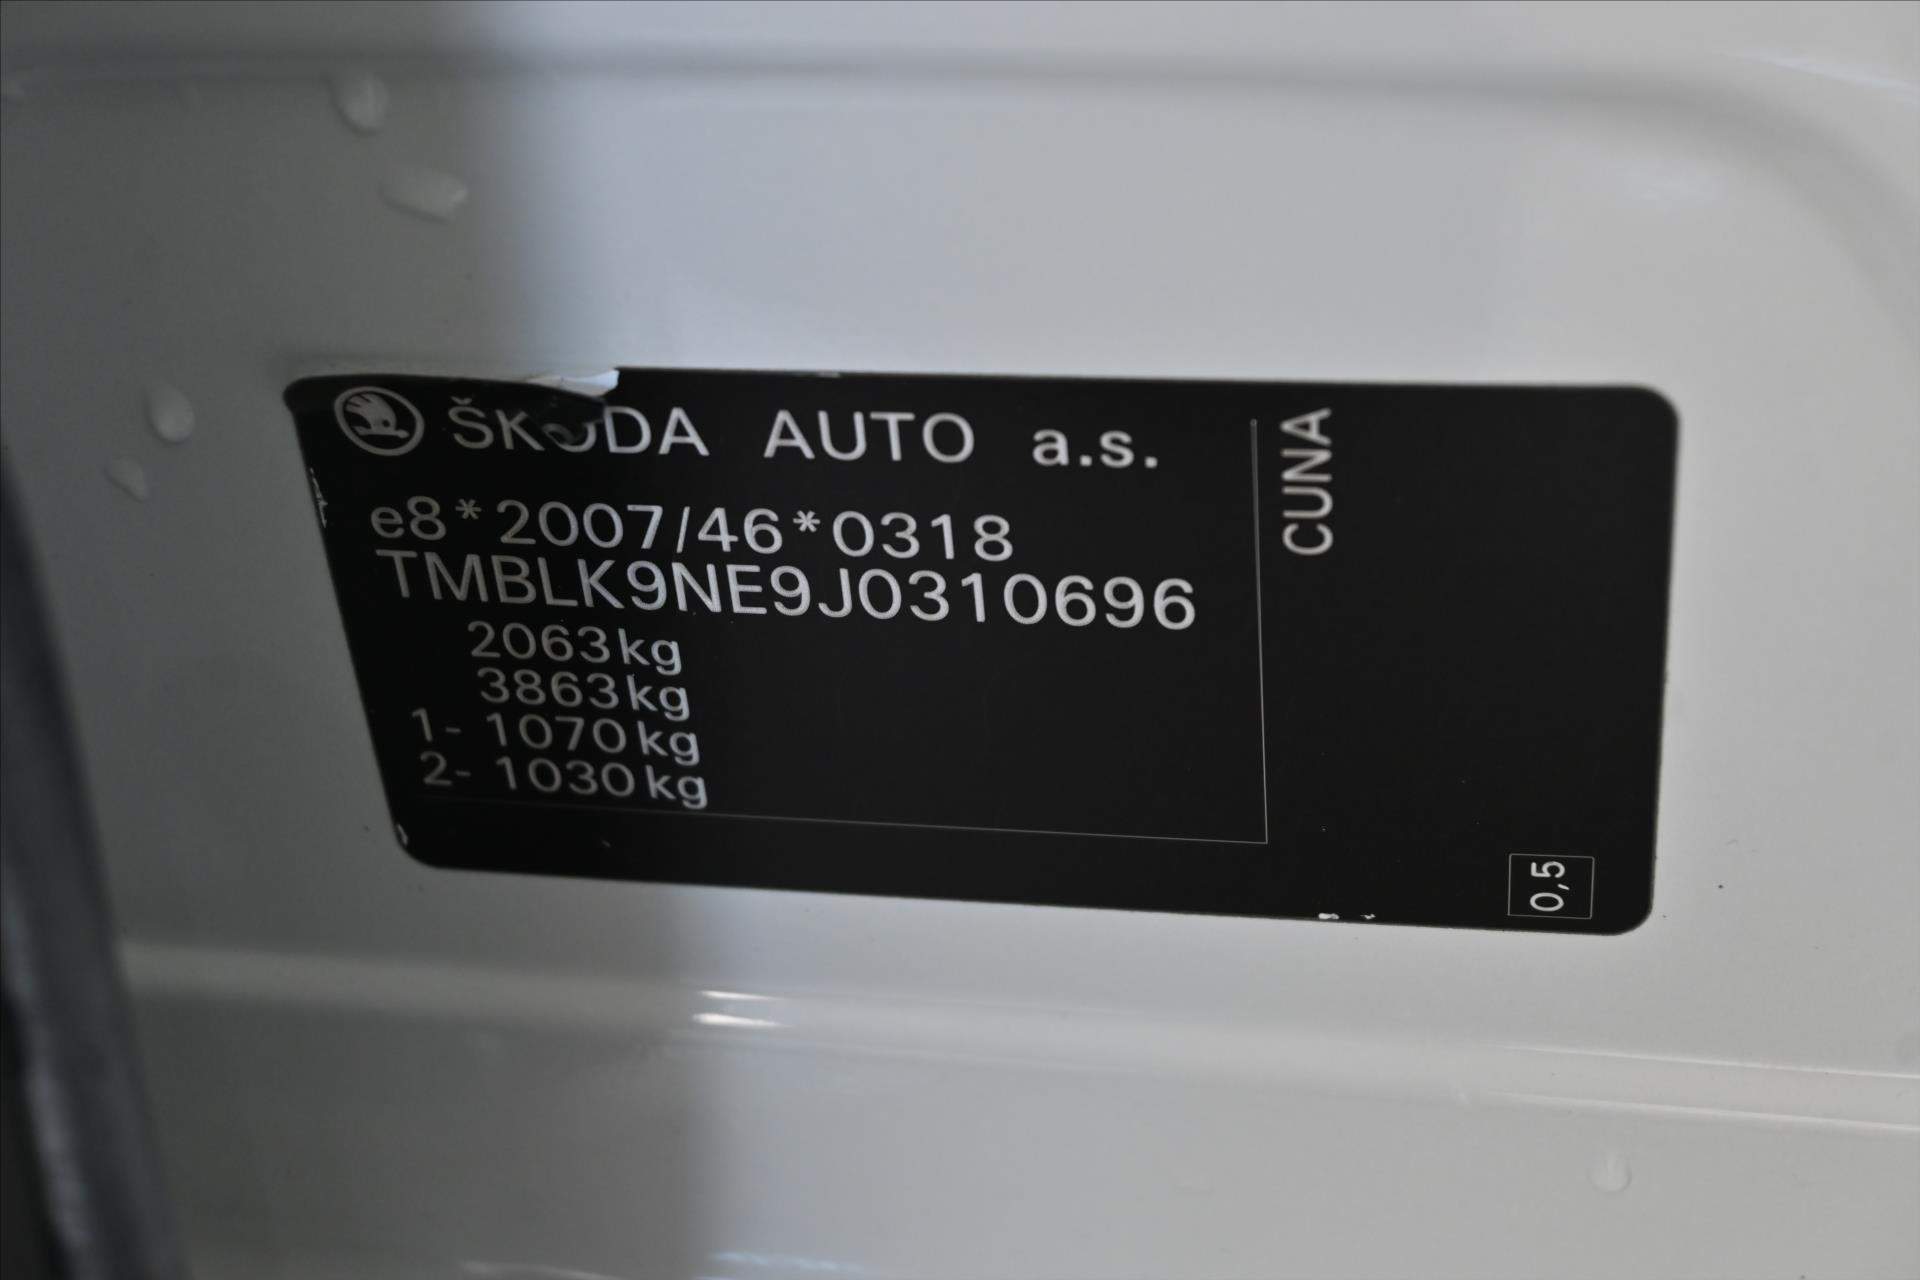 ŠKODA AUTO a.s.
e8*2007/46*0318
TMBLK9NE9J0310696
2063kg
3863kg
1- 1070kg
2- 1030kg
CUNA
0,5